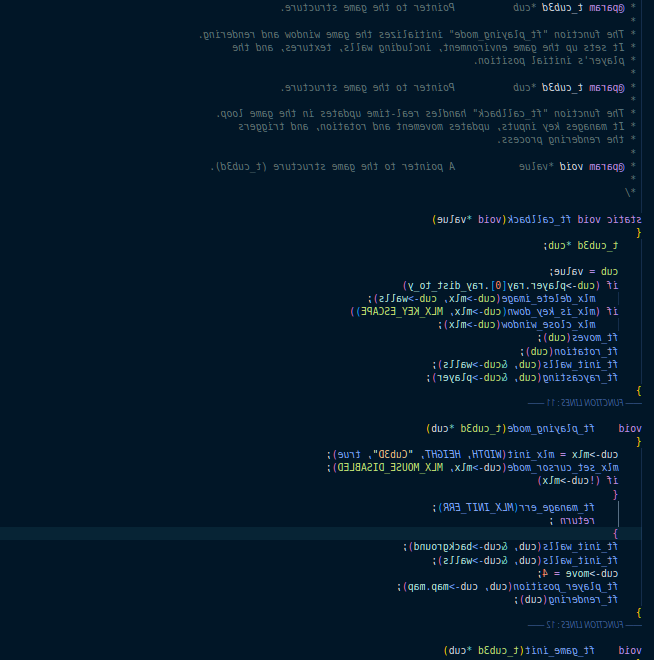 * @param t_cub3d *cub          Pointer to the game structure.
*
* The function "ft_playing_mode" initializes the game window and rendering.
* It sets up the game environment, including walls, textures, and the
* player's initial position.
*
* @param t_cub3d *cub          Pointer to the game structure.
*
* The function "ft_callback" handles real-time updates in the game loop.
* It manages key inputs, updates movement and rotation, and triggers
* the rendering process.
*
* @param void *value           A pointer to the game structure (t_cub3d).
*
*/
static void ft_callback(void *value)
{
    t_cub3d *cub;
    cub = value;
    if (cub->player.ray[0].ray_dist_to_y)
        mlx_delete_image(cub->mlx, cub->walls);
    if (mlx_is_key_down(cub->mlx, MLX_KEY_ESCAPE))
        mlx_close_window(cub->mlx);
    ft_moves(cub);
    ft_rotation(cub);
    ft_init_walls(cub, &cub->walls);
    ft_raycasting(cub, &cub->player);
}
FUNCTION LINES: 11
void    ft_playing_mode(t_cub3d *cub)
{
    cub->mlx = mlx_init(WIDTH, HEIGHT, "Cub3D", true);
    mlx_set_cursor_mode(cub->mlx, MLX_MOUSE_DISABLED);
    if (!cub->mlx)
    {
        ft_manage_err(MLX_INIT_ERR);
        return ;
    }
    ft_init_walls(cub, &cub->background);
    ft_init_walls(cub, &cub->walls);
    cub->move = 4;
    ft_player_position(cub, cub->map.map);
    ft_rendering(cub);
}
FUNCTION LINES: 12
void    ft_game_init(t_cub3d *cub)